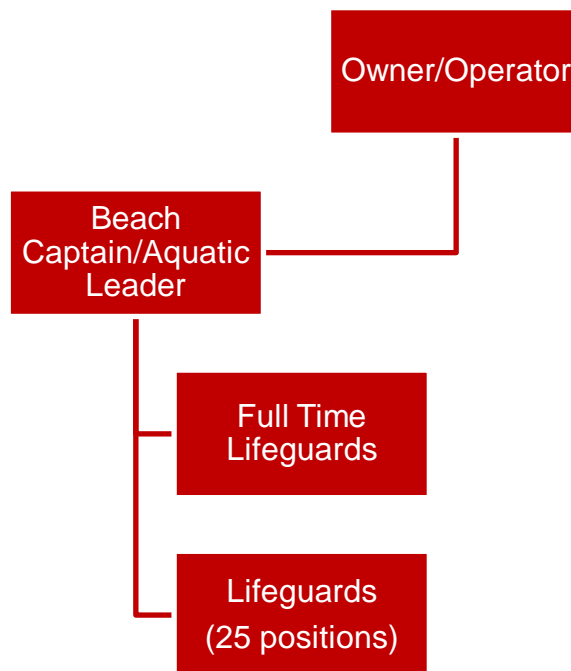 Owner/Operator
Beach
Captain/Aquatic
Leader
Full Time
Lifeguards
Lifeguards
(25 positions)